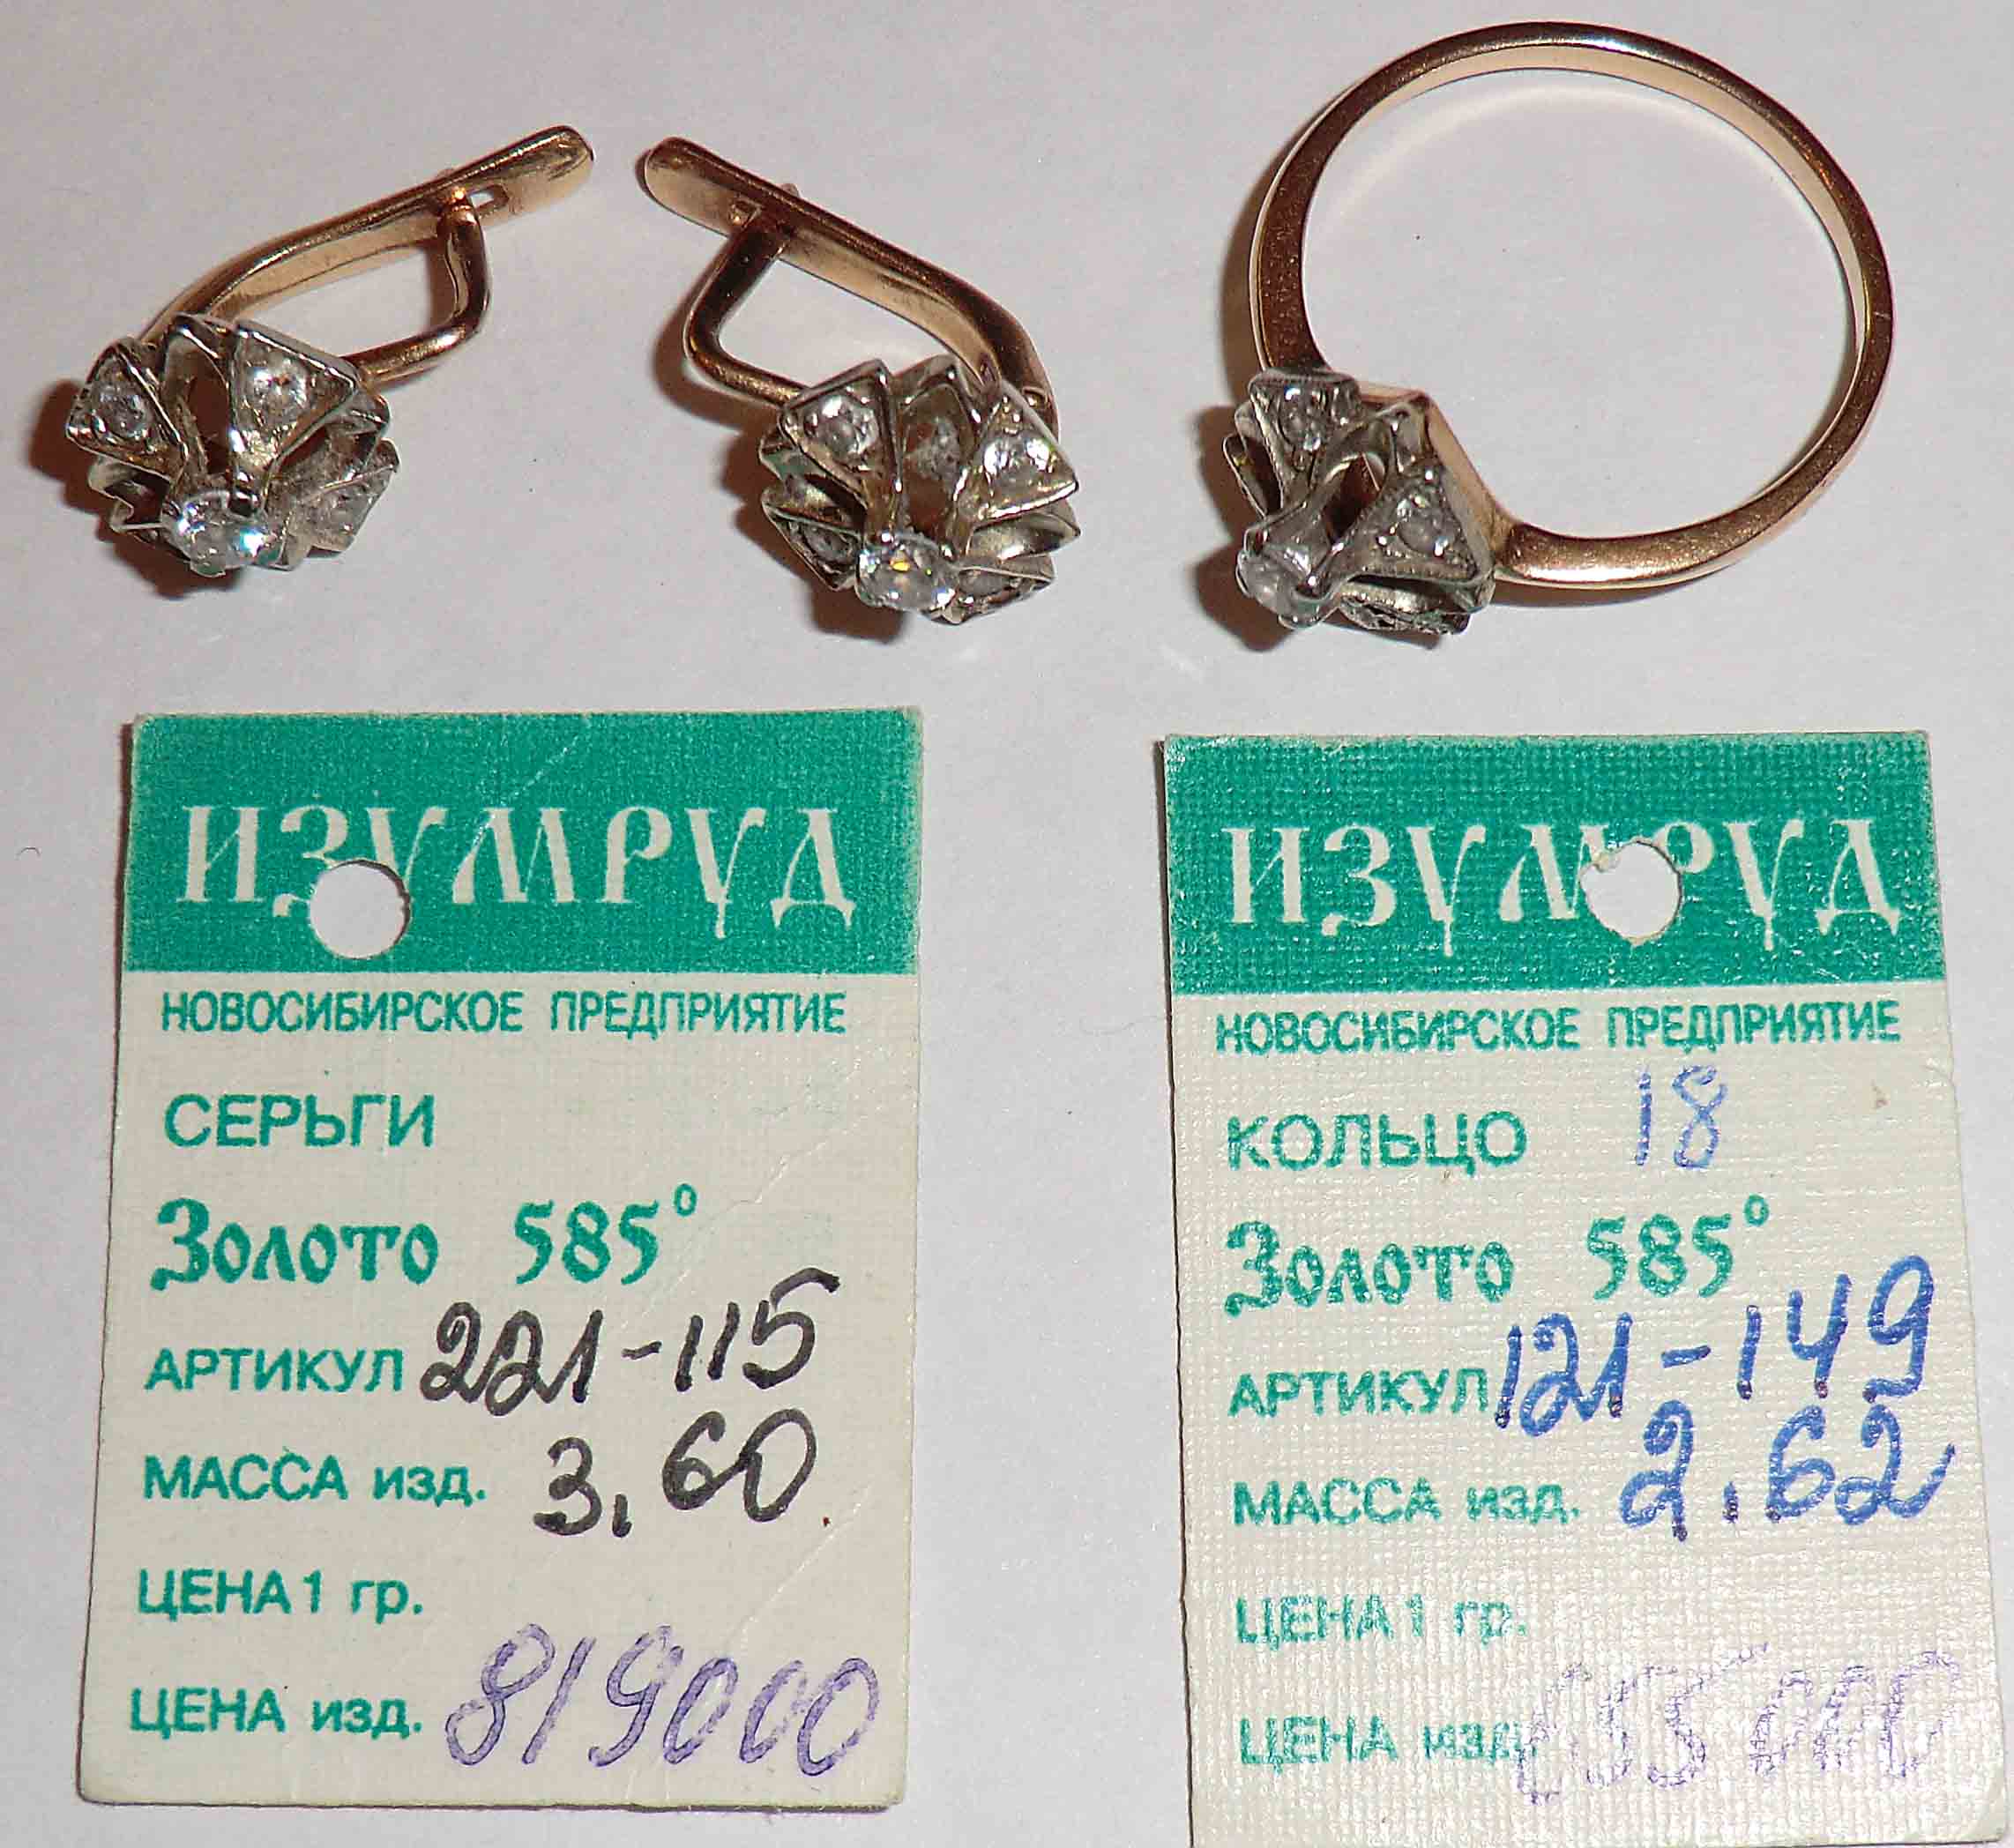 ИЗУМРУД
НОВОСИБИРСКОЕ ПРЕДПРИЯТИЕ
СЕРЬГИ
Золото 585°
АРТИКУЛ 221-115
МАССА изд. 3,60
ЦЕНА 1 гр.
ЦЕНА изд. 819000
ИЗУМРУД
НОВОСИБИРСКОЕ ПРЕДПРИЯТИЕ
КОЛЬЦО 18
Золото 585°
АРТИКУЛ 121-149
МАССА изд. 2.62
ЦЕНА 1 гр.
ЦЕНА изд.